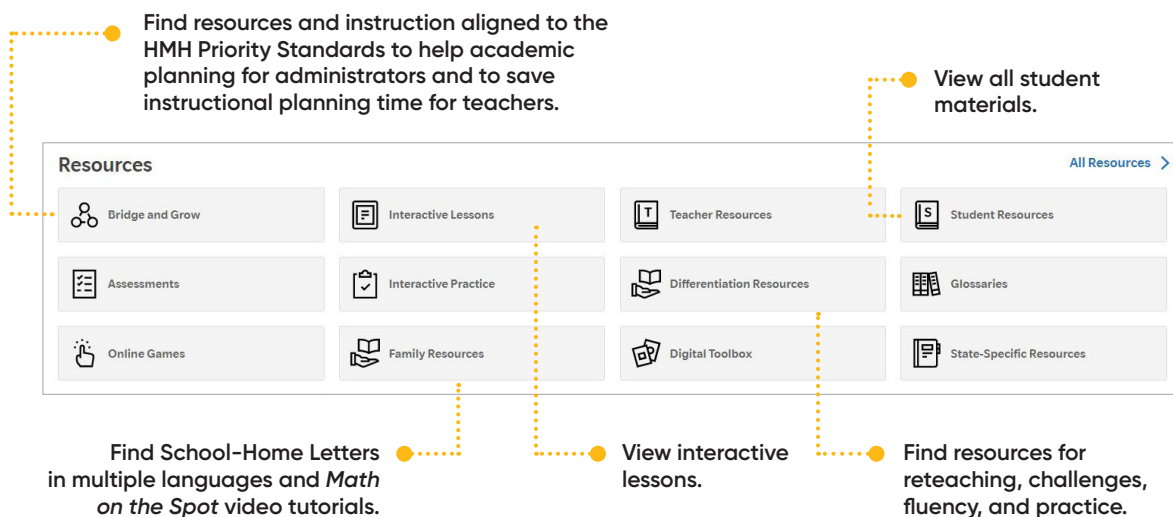 Find resources and instruction aligned to the
HMH Priority Standards to help academic
planning for administrators and to save
instructional planning time for teachers.
View all student
materials.
Resources
All Resources
Bridge and Grow
Interactive Lessons
T
Teacher Resources
S
Student Resources
Assessments
Interactive Practice
Differentiation Resources
Glossaries
Online Games
Family Resources
Digital Toolbox
State-Specific Resources
Find School-Home Letters
in multiple languages and Math
on the Spot video tutorials.
View interactive
lessons.
Find resources for
reteaching, challenges,
fluency, and practice.